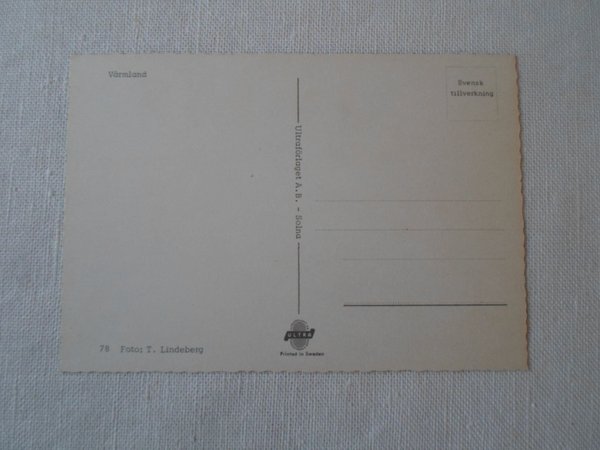 Värmland
Svensk
tillverkning
Ultraförlaget A.B. - Solna
78 Foto: T. Lindeberg
ULTRA
Printed in Sweden